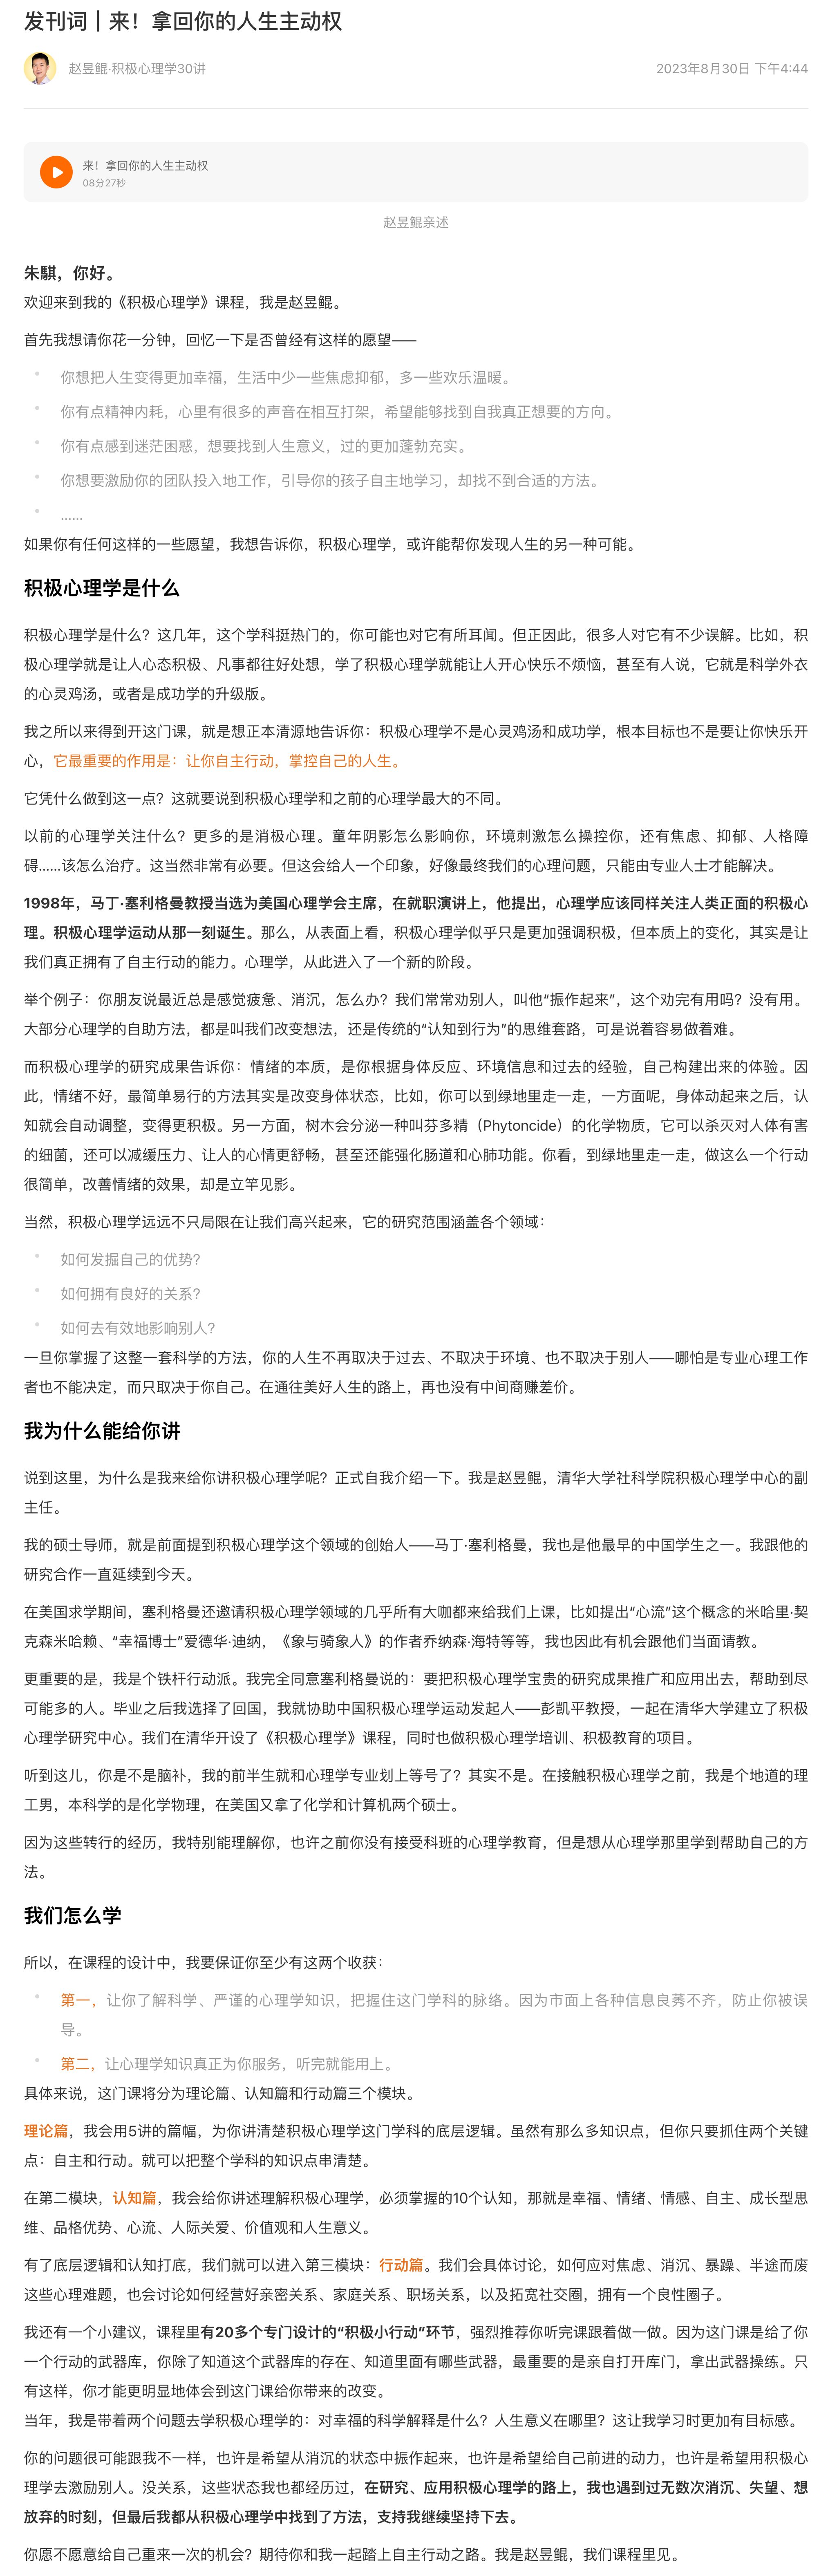 发刊词 | 来！拿回你的人生主动权
赵昱鲲·积极心理学30讲
2023年8月30日 下午4:44
来！拿回你的人生主动权
08分27秒
赵昱鲲亲述
朱騏，你好。
欢迎来到我的《积极心理学》课程，我是赵昱鲲。
首先我想请你花一分钟，回忆一下是否曾经有这样的愿望——
你想把人生变得更加幸福，生活中少一些焦虑抑郁，多一些欢乐温暖。
你有点精神内耗，心里有很多的声音在相互打架，希望能够找到自我真正想要的方向。
你有点感到迷茫困惑，想要找到人生意义，过的更加蓬勃充实。
你想要激励你的团队投入地工作，引导你的孩子自主地学习，却找不到合适的方法。
……
如果你有任何这样的一些愿望，我想告诉你，积极心理学，或许能帮你发现人生的另一种可能。
积极心理学是什么
积极心理学是什么？这几年，这个学科挺热门的，你可能也对它有所耳闻。但正因此，很多人对它有不少误解。比如，积
极心理学就是让人心态积极、凡事都往好处想，学了积极心理学就能让人开心快乐不烦恼，甚至有人说，它就是科学外衣
的心灵鸡汤，或者是成功学的升级版。
我之所以来得到开这门课，就是想正本清源地告诉你：积极心理学不是心灵鸡汤和成功学，根本目标也不是要让你快乐开
心，它最重要的作用是：让你自主行动，掌控自己的人生。
它凭什么做到这一点？这就要说到积极心理学和之前的心理学最大的不同。
以前的心理学关注什么？更多的是消极心理。童年阴影怎么影响你，环境刺激怎么操控你，还有焦虑、抑郁、人格障
碍……该怎么治疗。这当然非常有必要。但这会给人一个印象，好像最终我们的心理问题，只能由专业人士才能解决。
1998年，马丁·塞利格曼教授当选为美国心理学会主席，在就职演讲上，他提出，心理学应该同样关注人类正面的积极心
理。积极心理学运动从那一刻诞生。那么，从表面上看，积极心理学似乎只是更加强调积极，但本质上的变化，其实是让
我们真正拥有了自主行动的能力。心理学，从此进入了一个新的阶段。
举个例子：你朋友说最近总是感觉疲惫、消沉，怎么办？我们常常劝别人，叫他“振作起来”，这个劝完有用吗？没有用。
大部分心理学的自助方法，都是叫我们改变想法，还是传统的“认知到行为”的思维套路，可是说着容易做着难。
而积极心理学的研究成果告诉你：情绪的本质，是你根据身体反应、环境信息和过去的经验，自己构建出来的体验。因
此，情绪不好，最简单易行的方法其实是改变身体状态，比如，你可以到绿地里走一走，一方面呢，身体动起来之后，认
知就会自动调整，变得更积极。另一方面，树木会分泌一种叫芬多精（Phytoncide）的化学物质，它可以杀灭对人体有害
的细菌，还可以减缓压力、让人的心情更舒畅，甚至还能强化肠道和心肺功能。你看，到绿地里走一走，做这么一个行动
很简单，改善情绪的效果，却是立竿见影。
当然，积极心理学远远不只局限在让我们高兴起来，它的研究范围涵盖各个领域：
如何发掘自己的优势？
如何拥有良好的关系？
如何去有效地影响别人？
一旦你掌握了这整一套科学的方法，你的人生不再取决于过去、不取决于环境、也不取决于别人——哪怕是专业心理工作
者也不能决定，而只取决于你自己。在通往美好人生的路上，再也没有中间商赚差价。
我为什么能给你讲
说到这里，为什么是我来给你讲积极心理学呢？正式自我介绍一下。我是赵昱鲲，清华大学社科学院积极心理学中心的副
主任。
我的硕士导师，就是前面提到积极心理学这个领域的创始人——马丁·塞利格曼，我也是他最早的中国学生之一。我跟他的
研究合作一直延续到今天。
在美国求学期间，塞利格曼还邀请积极心理学领域的几乎所有大咖都来给我们上课，比如提出“心流”这个概念的米哈里·契
克森米哈赖、“幸福博士”爱德华·迪纳，《象与骑象人》的作者乔纳森·海特等等，我也因此有机会跟他们当面请教。
更重要的是，我是个铁杆行动派。我完全同意塞利格曼说的：要把积极心理学宝贵的研究成果推广和应用出去，帮助到尽
可能多的人。毕业之后我选择了回国，我就协助中国积极心理学运动发起人——彭凯平教授，一起在清华大学建立了积极
心理学研究中心。我们在清华开设了《积极心理学》课程，同时也做积极心理学培训、积极教育的项目。
听到这儿，你是不是脑补，我的前半生就和心理学专业划上等号了？其实不是。在接触积极心理学之前，我是个地道的理
工男，本科学的是化学物理，在美国又拿了化学和计算机两个硕士。
因为这些转行的经历，我特别能理解你，也许之前你没有接受科班的心理学教育，但是想从心理学那里学到帮助自己的方
法。
我们怎么学
所以，在课程的设计中，我要保证你至少有这两个收获：
第一，让你了解科学、严谨的心理学知识，把握住这门学科的脉络。因为市面上各种信息良莠不齐，防止你被误
导。
第二，让心理学知识真正为你服务，听完就能用上。
具体来说，这门课将分为理论篇、认知篇和行动篇三个模块。
理论篇，我会用5讲的篇幅，为你讲清楚积极心理学这门学科的底层逻辑。虽然有那么多知识点，但你只要抓住两个关键
点：自主和行动。就可以把整个学科的知识点串清楚。
在第二模块，认知篇，我会给你讲述理解积极心理学，必须掌握的10个认知，那就是幸福、情绪、情感、自主、成长型思
维、品格优势、心流、人际关爱、价值观和人生意义。
有了底层逻辑和认知打底，我们就可以进入第三模块：行动篇。我们会具体讨论，如何应对焦虑、消沉、暴躁、半途而废
这些心理难题，也会讨论如何经营好亲密关系、家庭关系、职场关系，以及拓宽社交圈，拥有一个良性圈子。
我还有一个小建议，课程里有20多个专门设计的“积极小行动”环节，强烈推荐你听完课跟着做一做。因为这门课是给了你
一个行动的武器库，你除了知道这个武器库的存在、知道里面有哪些武器，最重要的是亲自打开库门，拿出武器操练。只
有这样，你才能更明显地体会到这门课给你带来的改变。
当年，我是带着两个问题去学积极心理学的：对幸福的科学解释是什么？人生意义在哪里？这让我学习时更加有目标感。
你的问题很可能跟我不一样，也许是希望从消沉的状态中振作起来，也许是希望给自己前进的动力，也许是希望用积极心
理学去激励别人。没关系，这些状态我也都经历过，在研究、应用积极心理学的路上，我也遇到过无数次消沉、失望、想
放弃的时刻，但最后我都从积极心理学中找到了方法，支持我继续坚持下去。
你愿不愿意给自己重来一次的机会？期待你和我一起踏上自主行动之路。我是赵昱鲲，我们课程里见。